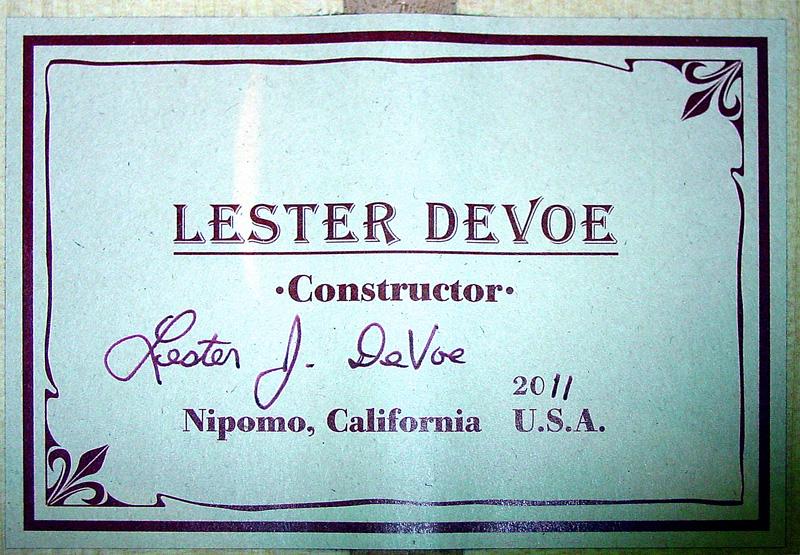 LESTER DEVOE
·Constructor·
Lester J. DeVoe
2011
Nipomo, California U.S.A.